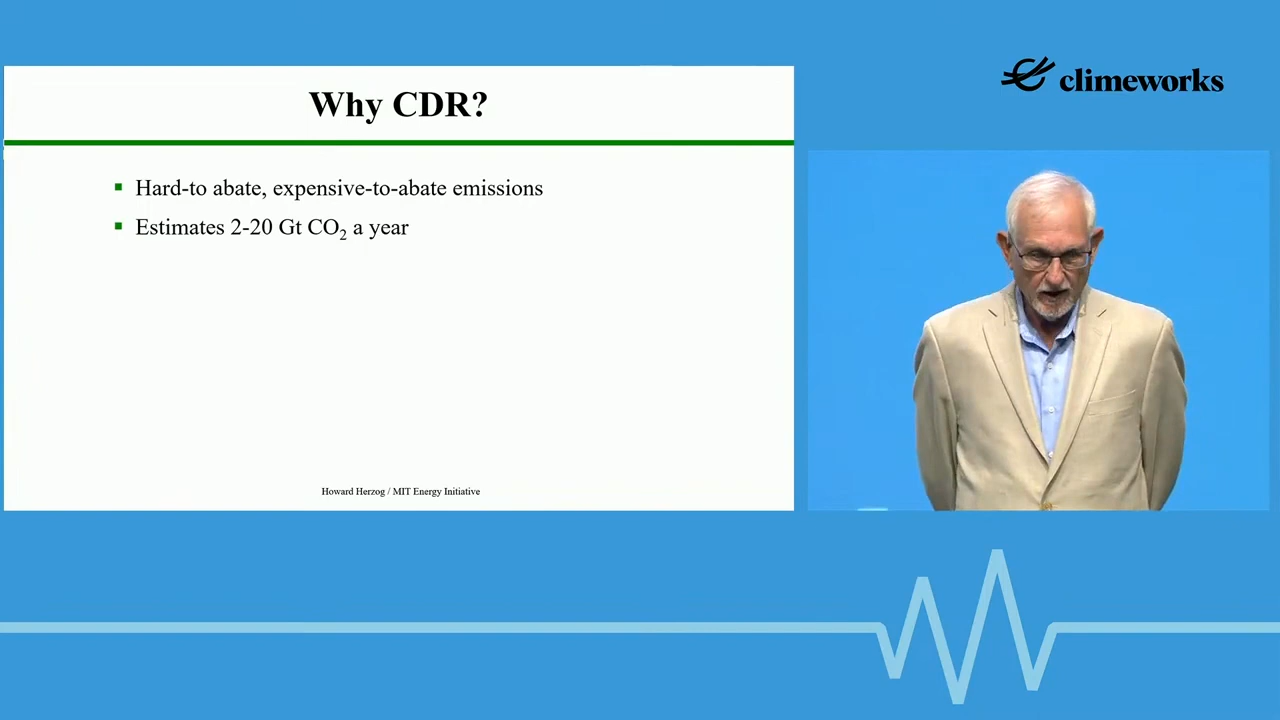 Why CDR?
Hard-to abate, expensive-to-abate emissions
Estimates 2-20 Gt CO₂ a year
Howard Herzog / MIT Energy Initiative
climeworks